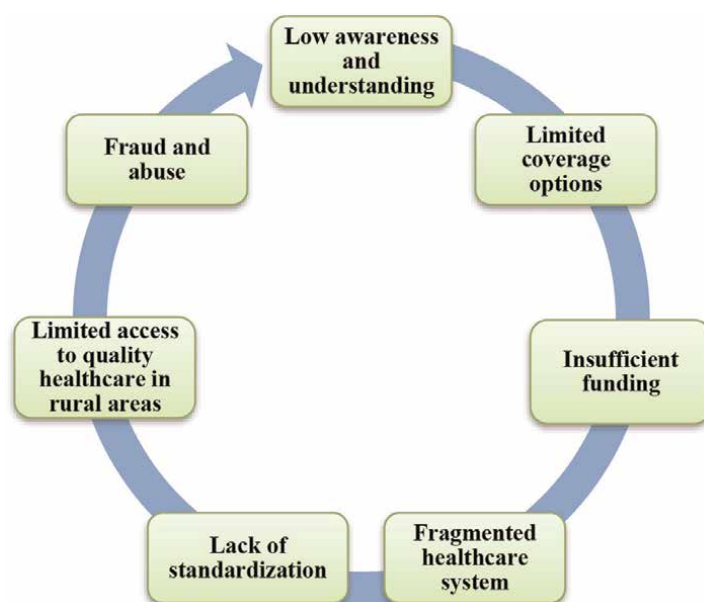 Low awareness
and
understanding
Limited
coverage
options
Insufficient
funding
Fragmented
healthcare
system
Lack of
standardization
Limited access
to quality
healthcare in
rural areas
Fraud and
abuse